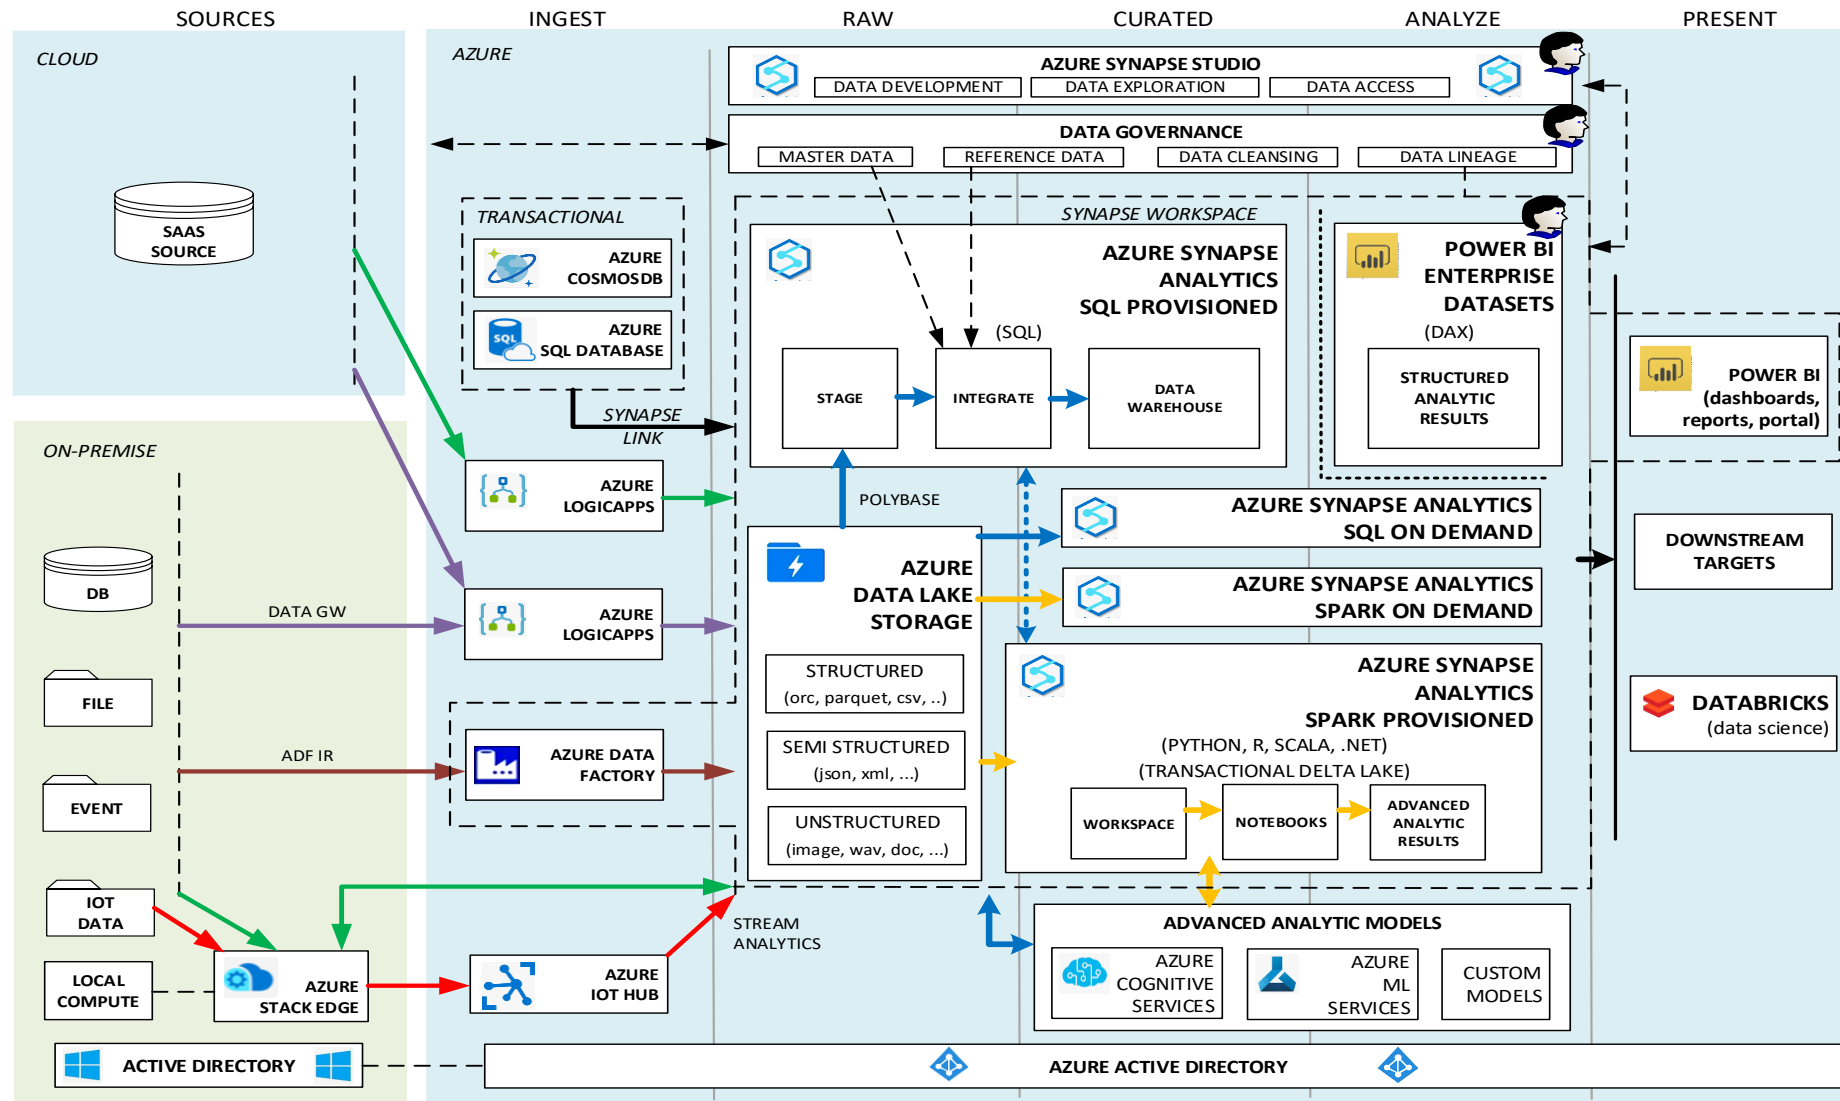 SOURCES
INGEST
RAW
CURATED
ANALYZE
PRESENT
CLOUD
AZURE
AZURE SYNAPSE STUDIO
DATA DEVELOPMENT
DATA EXPLORATION
DATA ACCESS
DATA GOVERNANCE
MASTER DATA
REFERENCE DATA
DATA CLEANSING
DATA LINEAGE
SAAS
SOURCE
TRANSACTIONAL
AZURE
COSMOSDB
SQL
AZURE
SQL DATABASE
SYNAPSE
LINK
SYNAPSE WORKSPACE
AZURE SYNAPSE
ANALYTICS
SQL PROVISIONED
(SQL)
STAGE
INTEGRATE
DATA
WAREHOUSE
POWER BI
ENTERPRISE
DATASETS
(DAX)
STRUCTURED
ANALYTIC
RESULTS
POWER BI
(dashboards,
reports, portal)
ON-PREMISE
AZURE
LOGICAPPS
POLYBASE
AZURE SYNAPSE ANALYTICS
SQL ON DEMAND
AZURE SYNAPSE ANALYTICS
SPARK ON DEMAND
DOWNSTREAM
TARGETS
DB
DATA GW
AZURE
LOGICAPPS
AZURE
DATA LAKE
STORAGE
STRUCTURED
(orc, parquet, csv, ..)
SEMI STRUCTURED
(json, xml, ...)
UNSTRUCTURED
(image, wav, doc, ...)
FILE
ADF IR
AZURE DATA
FACTORY
AZURE SYNAPSE
ANALYTICS
SPARK PROVISIONED
(PYTHON, R, SCALA, .NET)
(TRANSACTIONAL DELTA LAKE)
WORKSPACE
NOTEBOOKS
ADVANCED
ANALYTIC
RESULTS
DATABRICKS
(data science)
EVENT
IOT
DATA
LOCAL
COMPUTE
AZURE
STACK EDGE
AZURE
IOT HUB
STREAM
ANALYTICS
ADVANCED ANALYTIC MODELS
AZURE
COGNITIVE
SERVICES
AZURE
ML
SERVICES
CUSTOM
MODELS
ACTIVE DIRECTORY
AZURE ACTIVE DIRECTORY